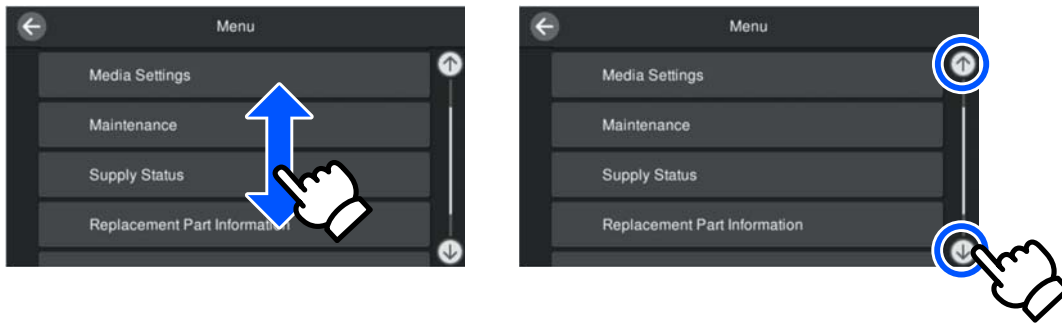 Menu
Media Settings
Maintenance
Supply Status
Replacement Part Information
Menu
Media Settings
Maintenance
Supply Status
Replacement Part Information